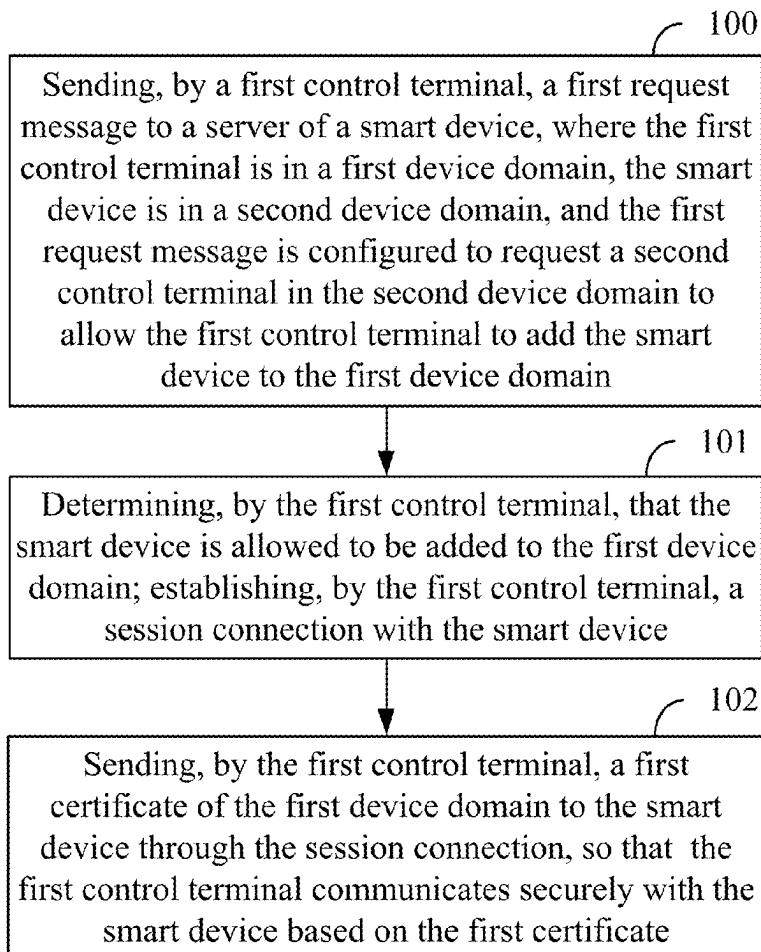 100
Sending, by a first control terminal, a first request
message to a server of a smart device, where the first
control terminal is in a first device domain, the smart
device is in a second device domain, and the first
request message is configured to request a second
control terminal in the second device domain to
allow the first control terminal to add the smart
device to the first device domain
101
Determining, by the first control terminal, that the
smart device is allowed to be added to the first device
domain; establishing, by the first control terminal, a
session connection with the smart device
102
Sending, by the first control terminal, a first
certificate of the first device domain to the smart
device through the session connection, so that the
first control terminal communicates securely with the
smart device based on the first certificate